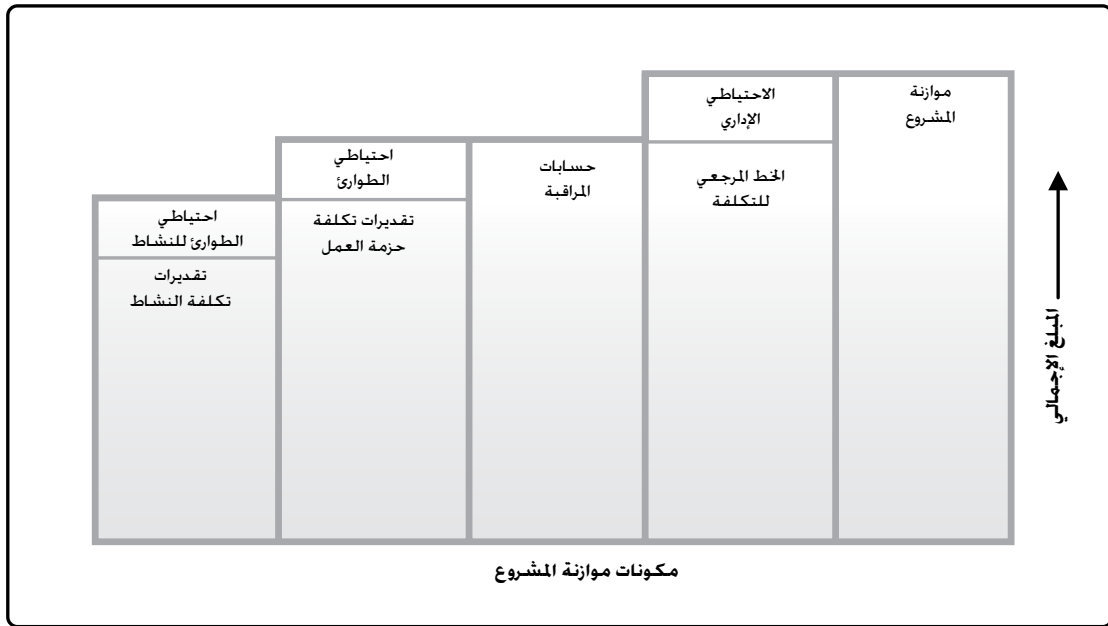 موازنة
المشروع
الاحتياطي
الإداري
الخط المرجعي
للتكلفة
حسابات
المراقبة
احتياطي
الطوارئ
تقديرات تكلفة
حزمة العمل
احتياطي
الطوارئ للنشاط
تقديرات
تكلفة النشاط
المبلغ الإجمالي
مكونات موازنة المشروع